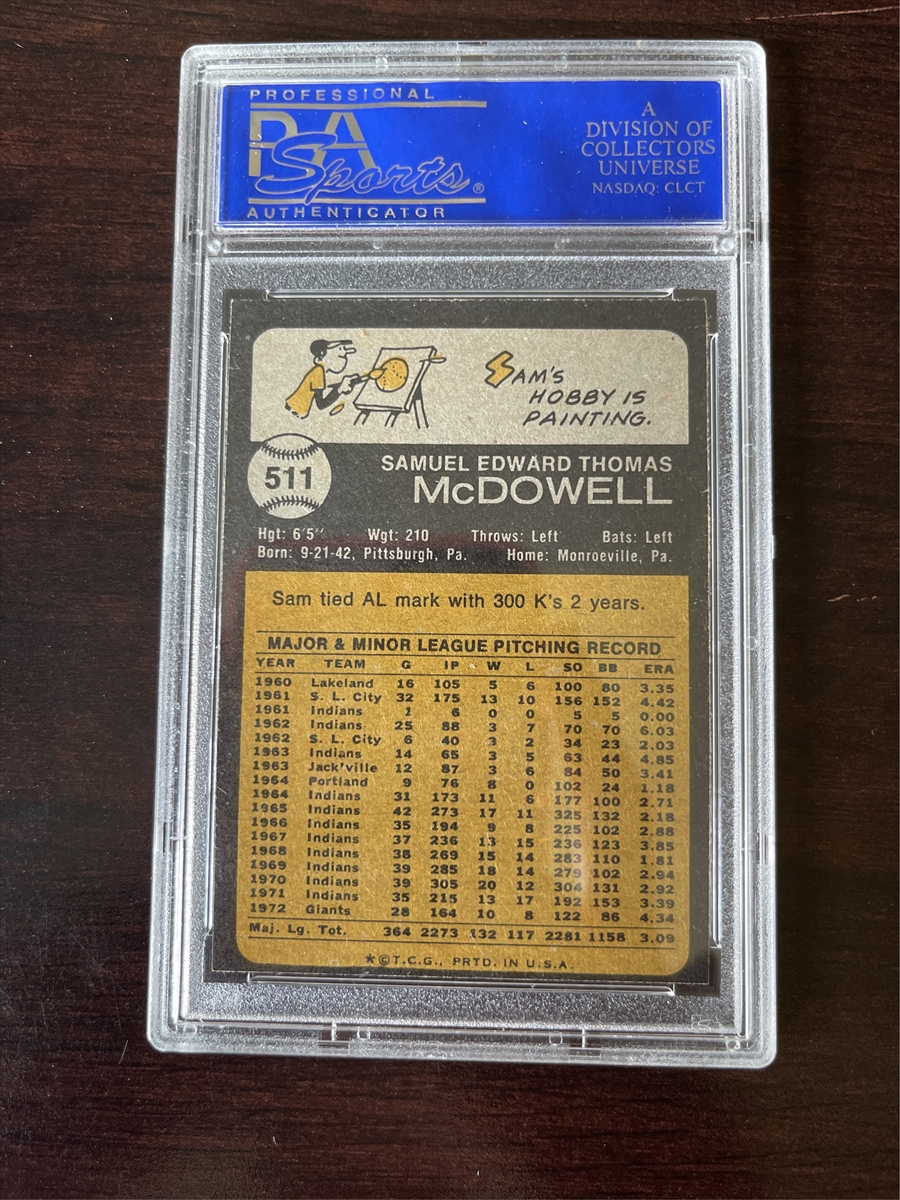 PROFESSIONAL
PSA
Sports®
AUTHENTICATOR
A
DIVISION OF
COLLECTORS
UNIVERSE
NASDAQ: CLCT
SAM'S
HOBBY IS
PAINTING.
511
SAMUEL EDWARD THOMAS
McDOWELL
Hgt: 6'5" Wgt: 210 Throws: Left Bats: Left
Born: 9-21-42, Pittsburgh, Pa. Home: Monroeville, Pa.
Sam tied AL mark with 300 K's 2 years.
MAJOR & MINOR LEAGUE PITCHING RECORD
YEAR TEAM G IP W L SO BB ERA
1960 Lakeland 16 105 5 6 100 80 3.35
1961 S. L. City 32 175 13 10 156 152 4.42
1961 Indians 1 6 0 0 5 5 0.00
1962 Indians 25 88 3 7 70 70 6.03
1962 S. L. City 6 40 3 2 34 23 2.03
1963 Indians 14 65 3 5 63 44 4.85
1963 Jack'ville 12 87 3 6 84 50 3.41
1964 Portland 9 76 8 0 102 24 1.18
1964 Indians 31 173 11 6 177 100 2.71
1965 Indians 42 273 17 11 325 132 2.18
1966 Indians 35 194 9 8 225 102 2.88
1967 Indians 37 236 13 15 236 123 3.85
1968 Indians 38 269 15 14 283 110 1.81
1969 Indians 39 285 18 14 279 102 2.94
1970 Indians 39 305 20 12 304 131 2.92
1971 Indians 35 215 13 17 192 153 3.39
1972 Giants 28 164 10 8 122 86 4.34
Maj. Lg. Tot. 364 2273 132 117 2281 1158 3.09
★©T.C.G., PRTD. IN U.S.A.